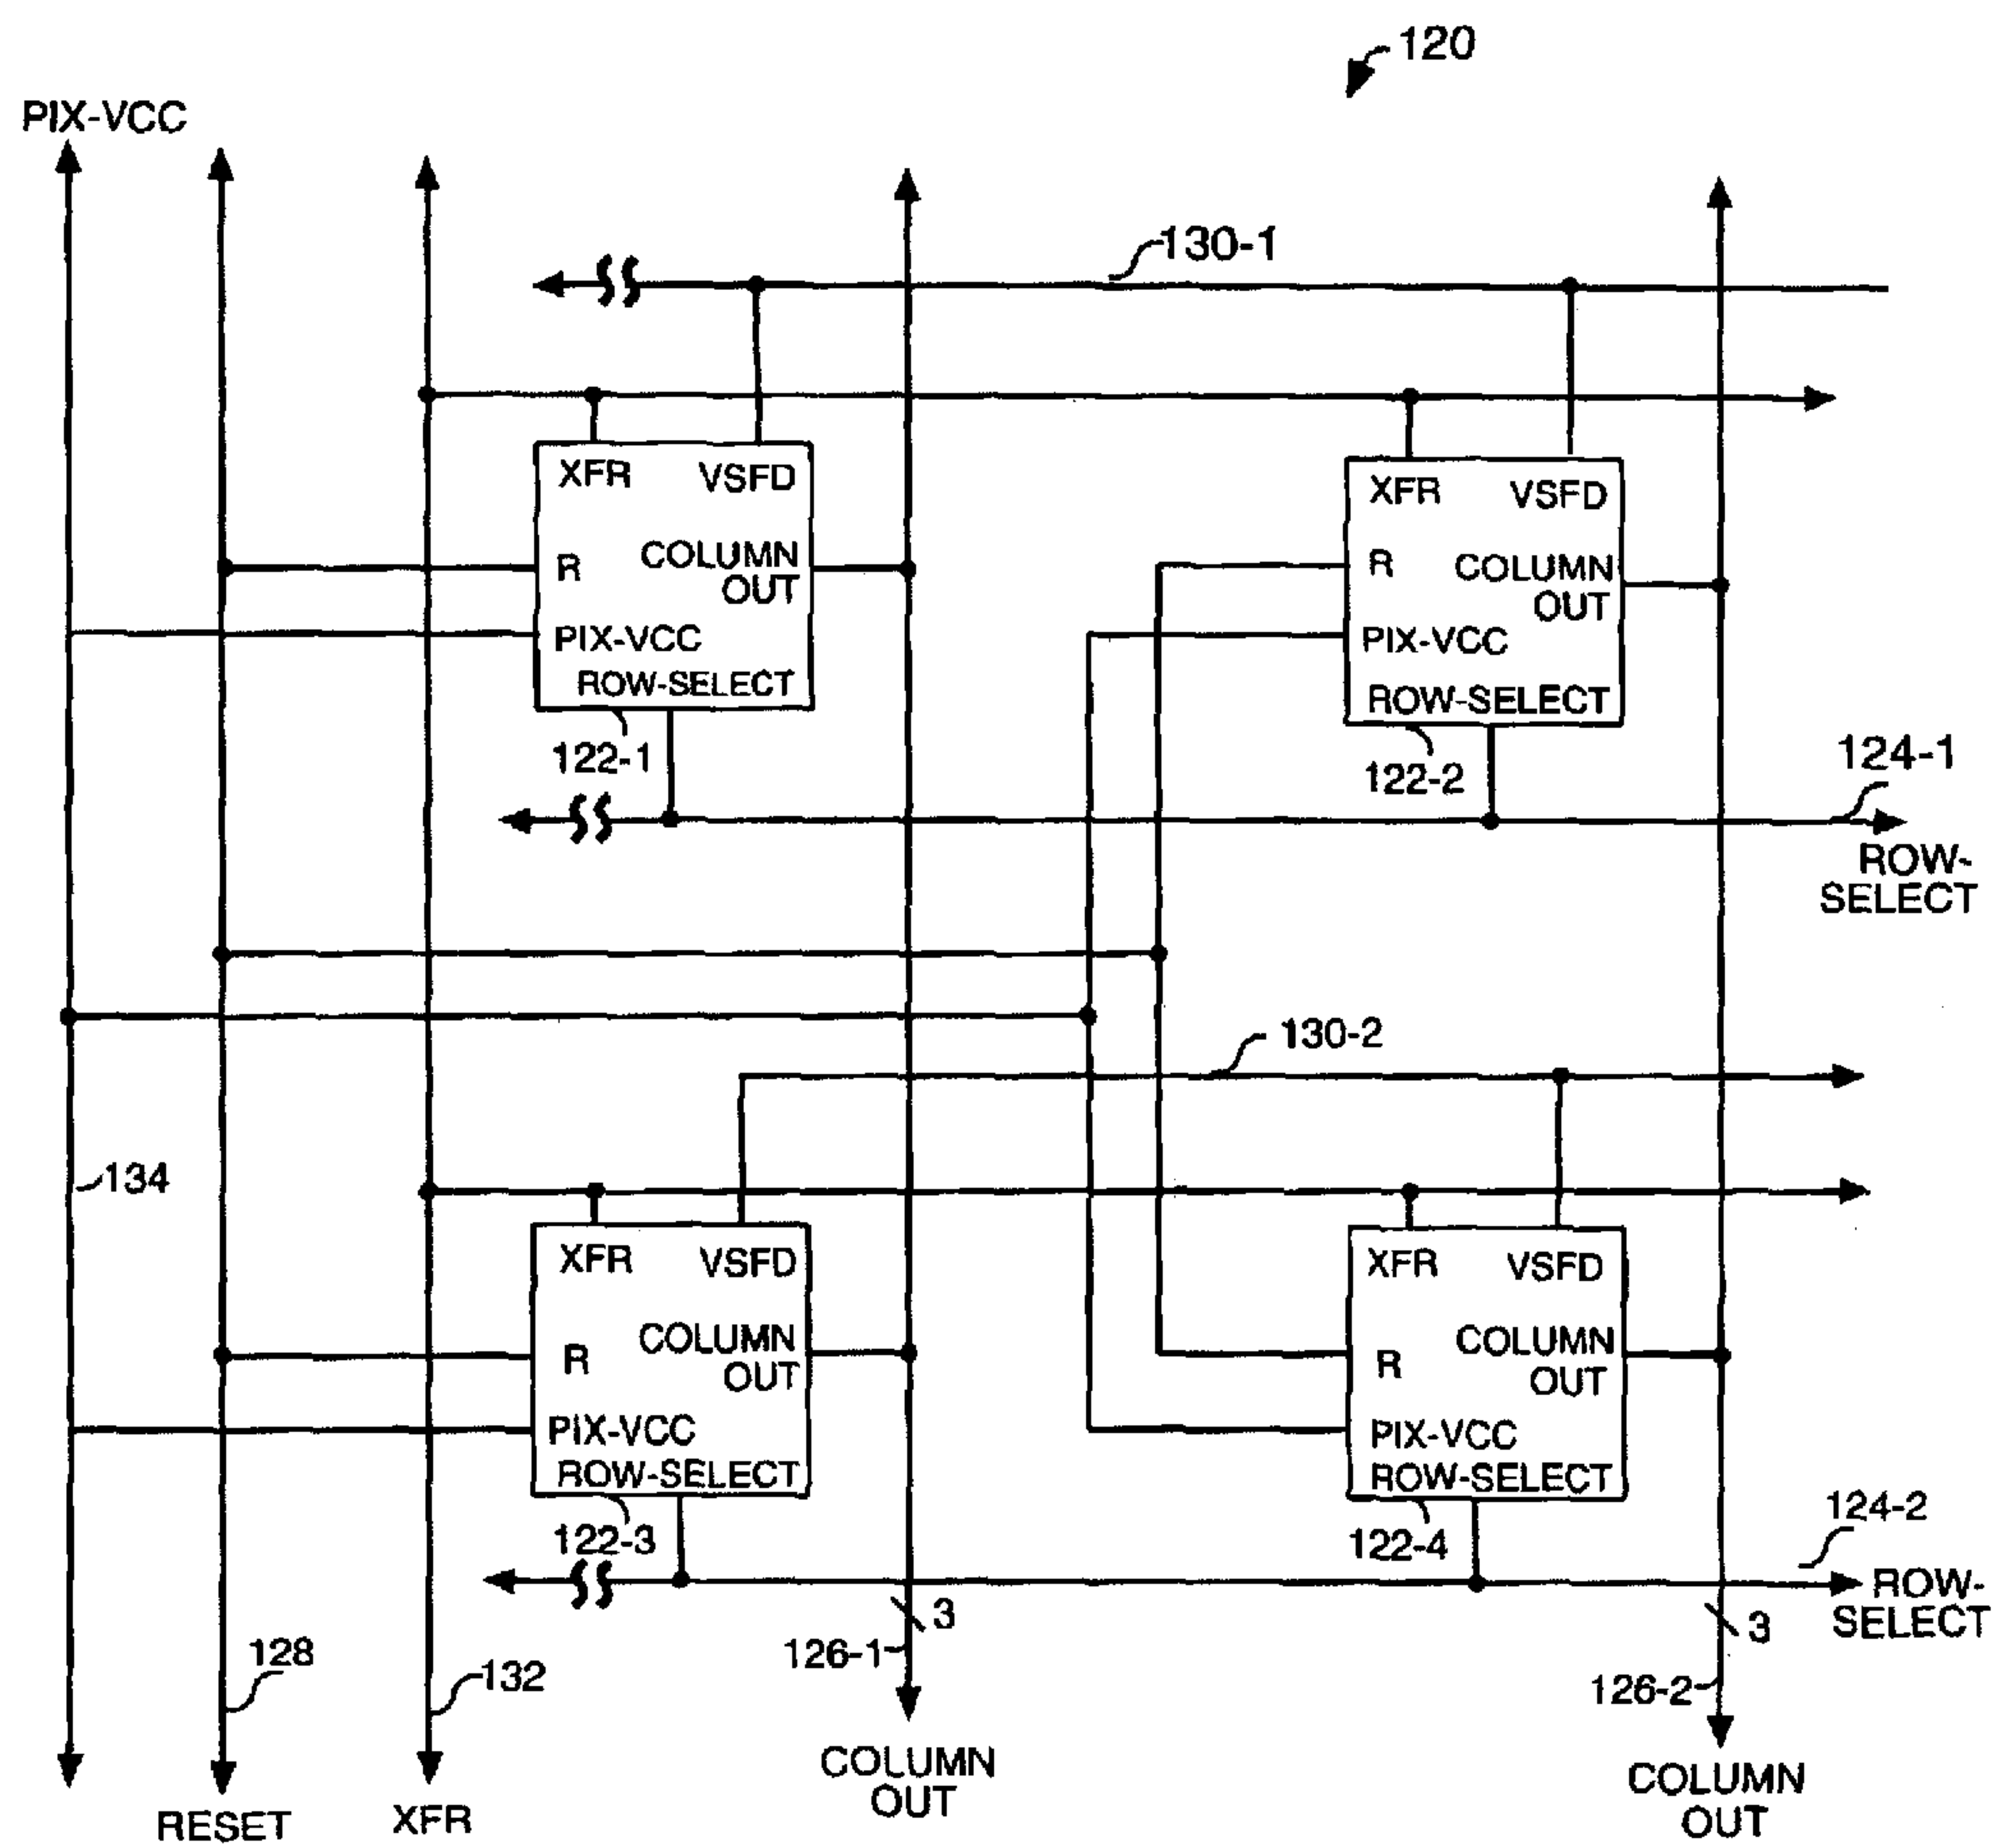 120
PIX-VCC
130-1
XFR VSFD
R COLUMN
OUT
PIX-VCC
ROW-SELECT
122-1
XFR VSFD
R COLUMN
OUT
PIX-VCC
ROW-SELECT
122-2
124-1
ROW-
SELECT
130-2
134
XFR VSFD
R COLUMN
OUT
PIX-VCC
ROW-SELECT
122-3
XFR VSFD
R COLUMN
OUT
PIX-VCC
ROW-SELECT
122-4
124-2
ROW-
SELECT
3
3
126-1
126-2
128
132
RESET
XFR
COLUMN
OUT
COLUMN
OUT